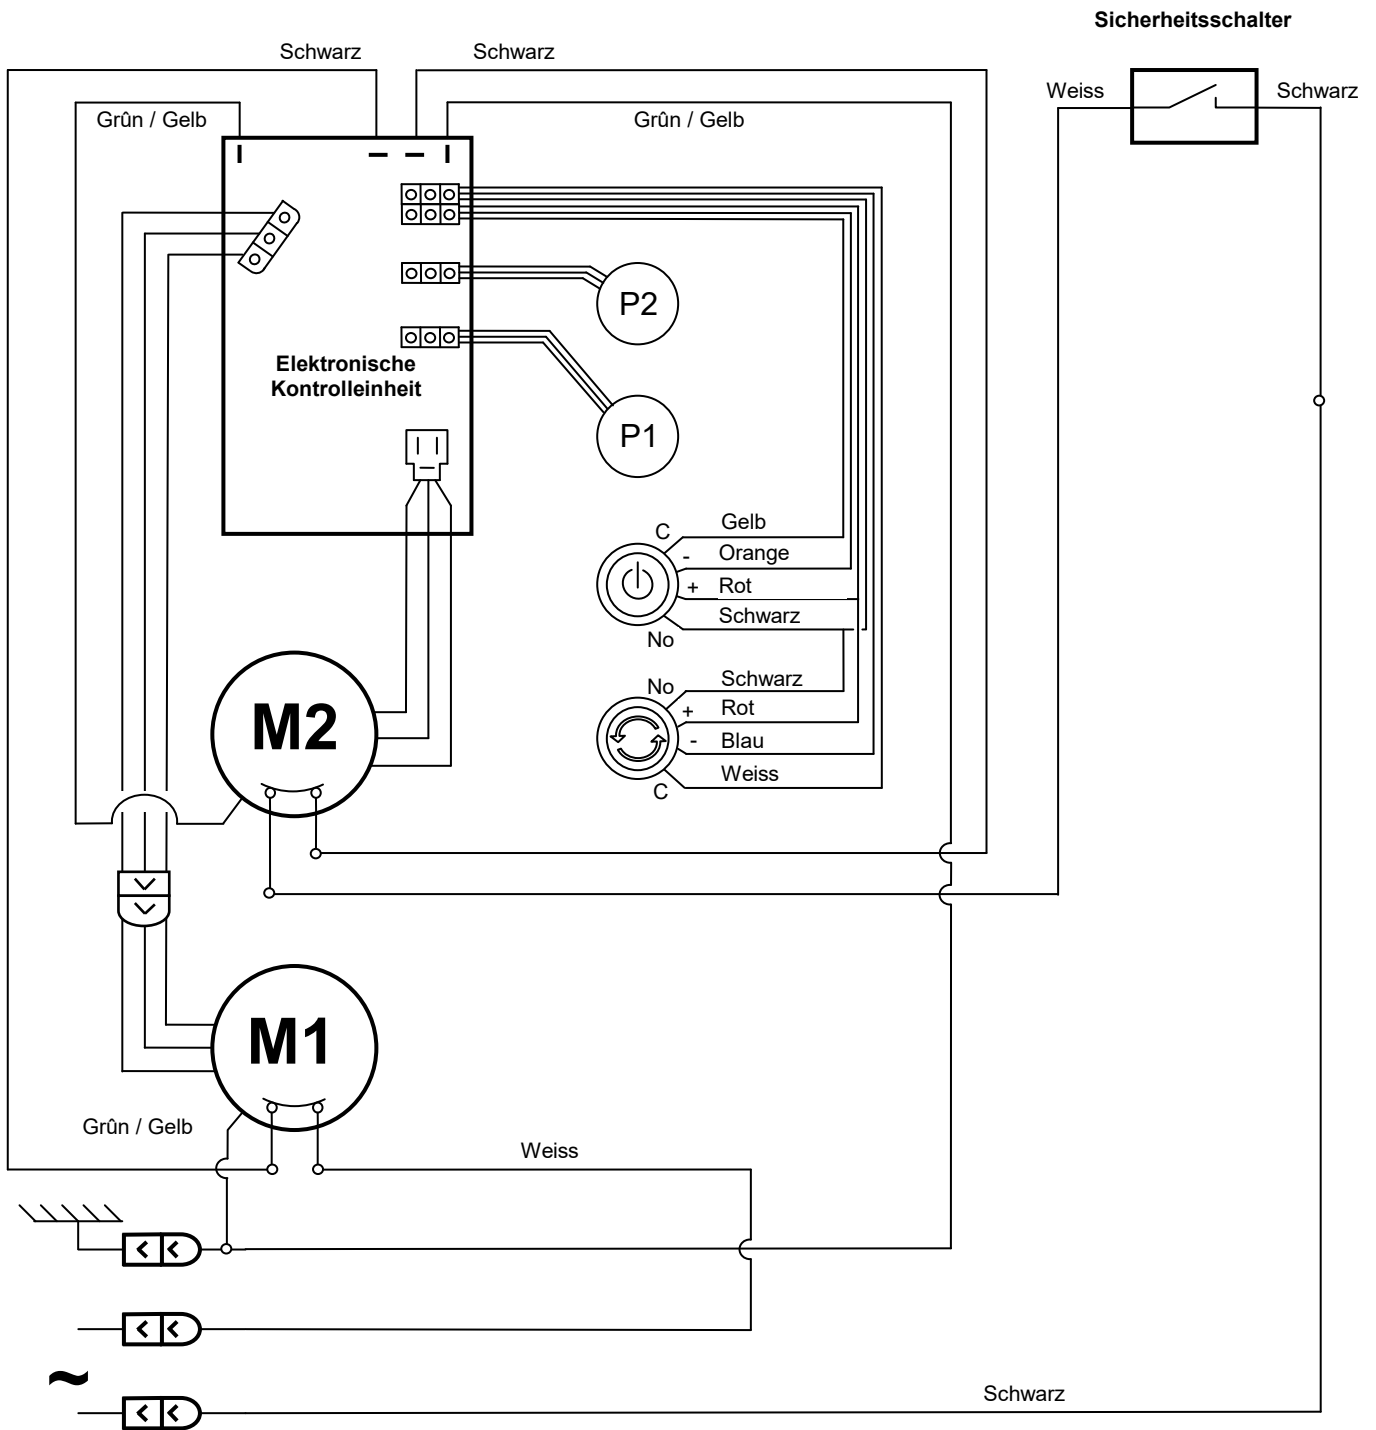 Sicherheitsschalter
Schwarz
Schwarz
Weiss
Schwarz
Grûn / Gelb
Grûn / Gelb
P2
Elektronische
Kontrolleinheit
P1
C
Gelb
-
Orange
+
Rot
Schwarz
No
No
Schwarz
+
Rot
-
Blau
Weiss
C
M2
M1
Grûn / Gelb
Weiss
~
Schwarz